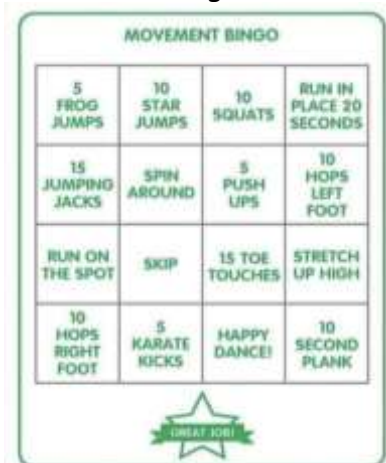 MOVEMENT BINGO
5
FROG
JUMPS
10
STAR
JUMPS
10
SQUATS
RUN IN
PLACE 20
SECONDS
15
JUMPING
JACKS
SPIN
AROUND
5
PUSH
UPS
10
HOPS
LEFT
FOOT
RUN ON
THE SPOT
SKIP
15 TOE
TOUCHES
STRETCH
UP HIGH
10
HOPS
RIGHT
FOOT
5
KARATE
KICKS
HAPPY
DANCE!
10
SECOND
PLANK
GREAT JOB!